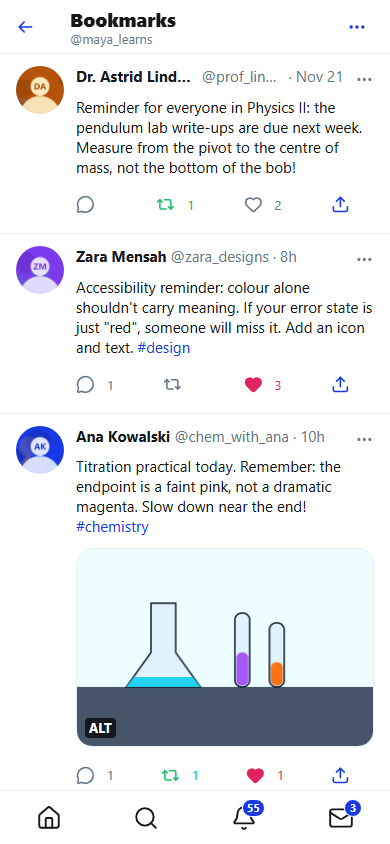 Bookmarks
@maya_learns
DA
Dr. Astrid Lind... @prof_lin... · Nov 21
Reminder for everyone in Physics II: the
pendulum lab write-ups are due next week.
Measure from the pivot to the centre of
mass, not the bottom of the bob!
1 2
ZM
Zara Mensah @zara_designs · 8h
Accessibility reminder: colour alone
shouldn't carry meaning. If your error state is
just "red", someone will miss it. Add an icon
and text. #design
1 3
AK
Ana Kowalski @chem_with_ana · 10h
Titration practical today. Remember: the
endpoint is a faint pink, not a dramatic
magenta. Slow down near the end!
#chemistry
ALT
1 1 1
55 3